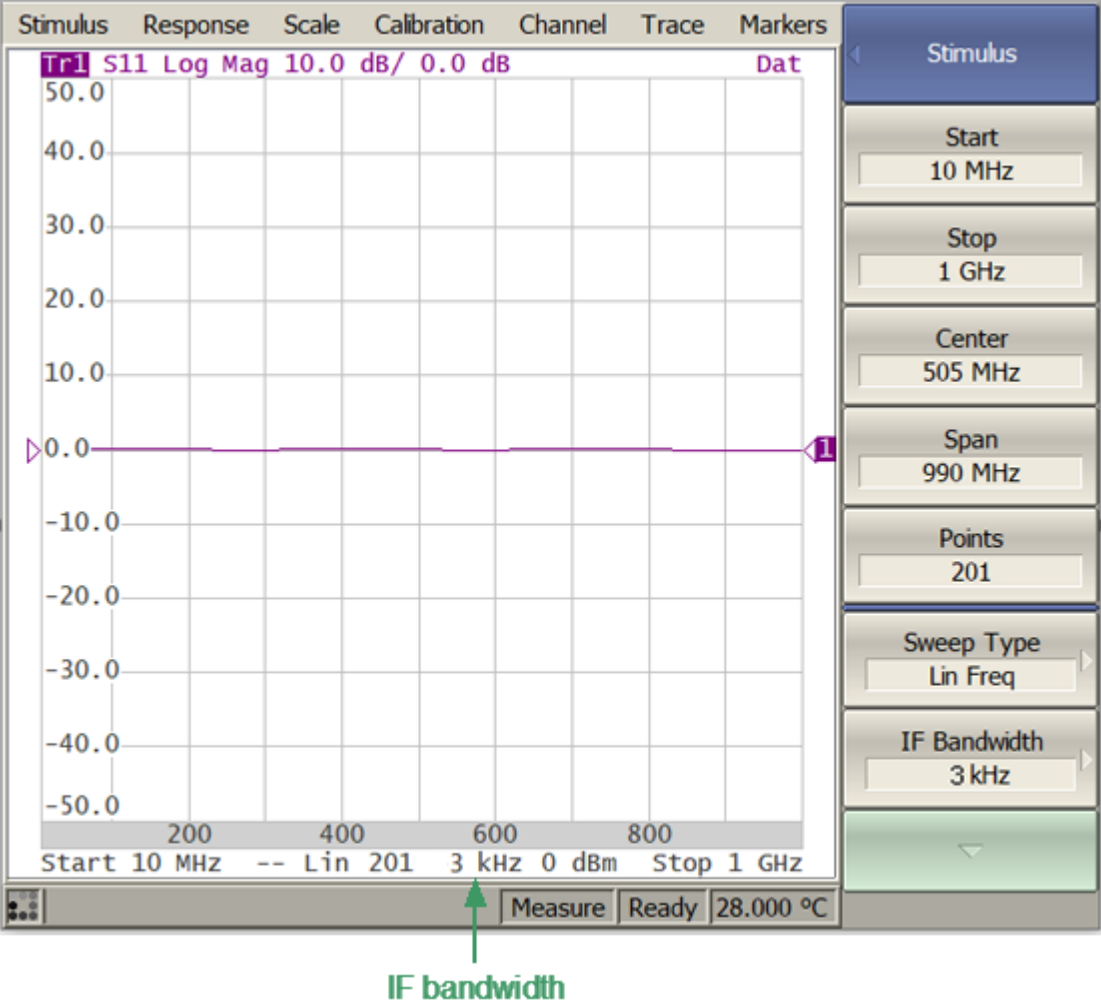 Stimulus Response Scale Calibration Channel Trace Markers
Tr1 S11 Log Mag 10.0 dB/ 0.0 dB Dat
50.0
40.0
30.0
20.0
10.0
0.0
1
-10.0
-20.0
-30.0
-40.0
-50.0
200 400 600 800
Start 10 MHz -- Lin 201 3 kHz 0 dBm Stop 1 GHz
Measure Ready 28.000 ºC
IF bandwidth
Stimulus
Start
10 MHz
Stop
1 GHz
Center
505 MHz
Span
990 MHz
Points
201
Sweep Type
Lin Freq
IF Bandwidth
3 kHz